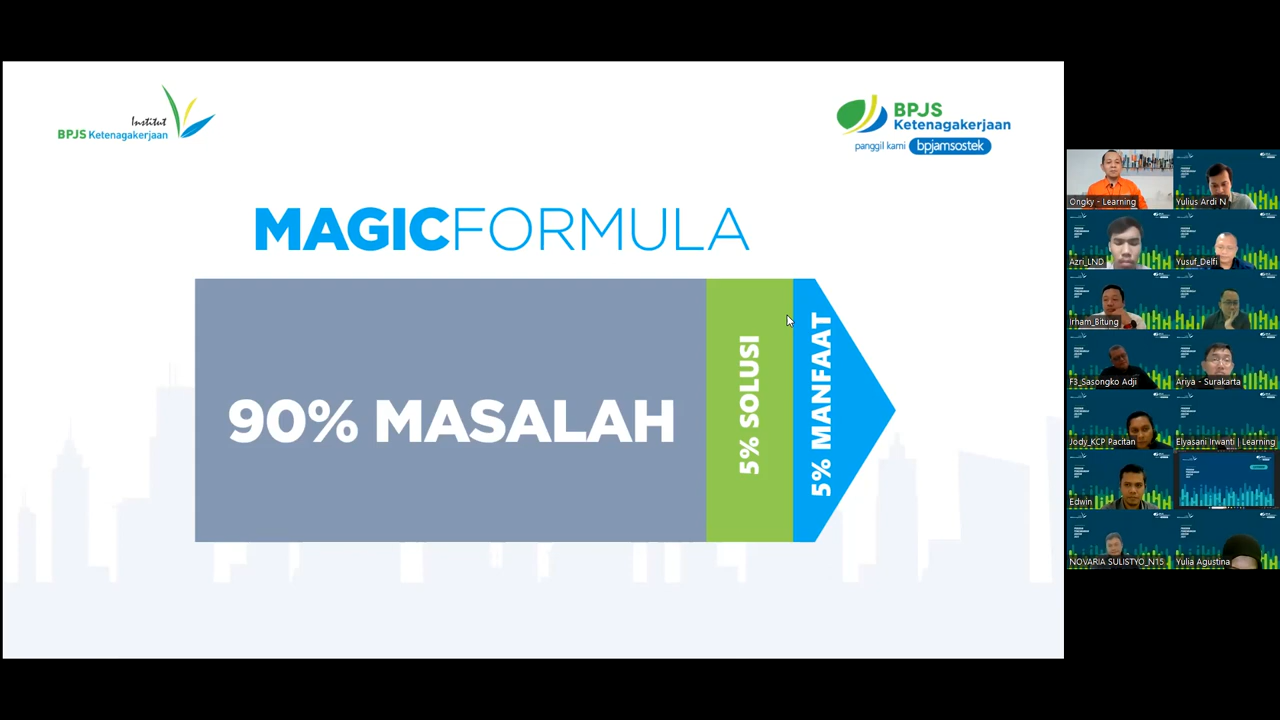 Institut
BPJS Ketenagakerjaan
BPJS
Ketenagakerjaan
panggil kami bpjamsostek
MAGICFORMULA
90% MASALAH
5% SOLUSI
5% MANFAAT
Ongky - Learning
Yulius Ardi N
Azri_LND
Yusuf_Delfi
Irham_Bitung
F3_Sasongko Adji
Ariya - Surakarta
Jody_KCP Pacitan
Elyasani Irwanti | Learning
Edwin
NOVARIA SULISTYO_N15
Yulia Agustina